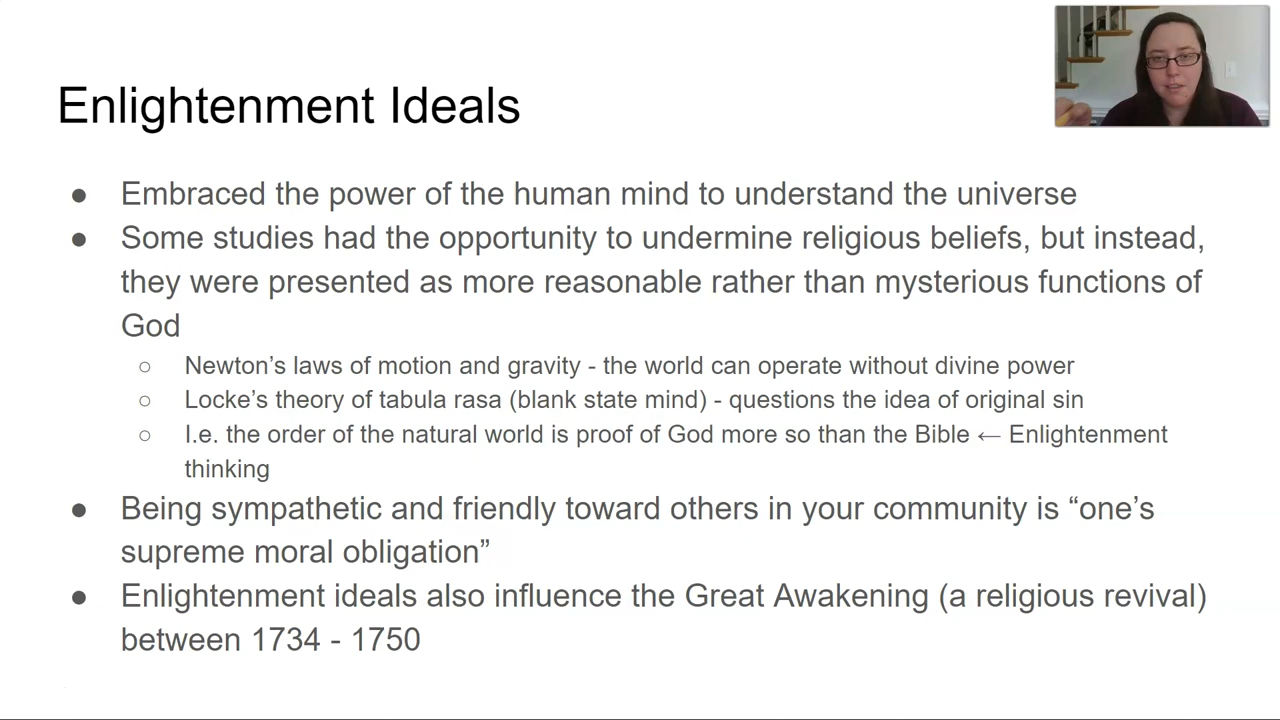 Enlightenment Ideals
● Embraced the power of the human mind to understand the universe
● Some studies had the opportunity to undermine religious beliefs, but instead,
they were presented as more reasonable rather than mysterious functions of
God
○ Newton’s laws of motion and gravity - the world can operate without divine power
○ Locke’s theory of tabula rasa (blank state mind) - questions the idea of original sin
○ I.e. the order of the natural world is proof of God more so than the Bible ← Enlightenment
thinking
● Being sympathetic and friendly toward others in your community is “one’s
supreme moral obligation”
● Enlightenment ideals also influence the Great Awakening (a religious revival)
between 1734 - 1750